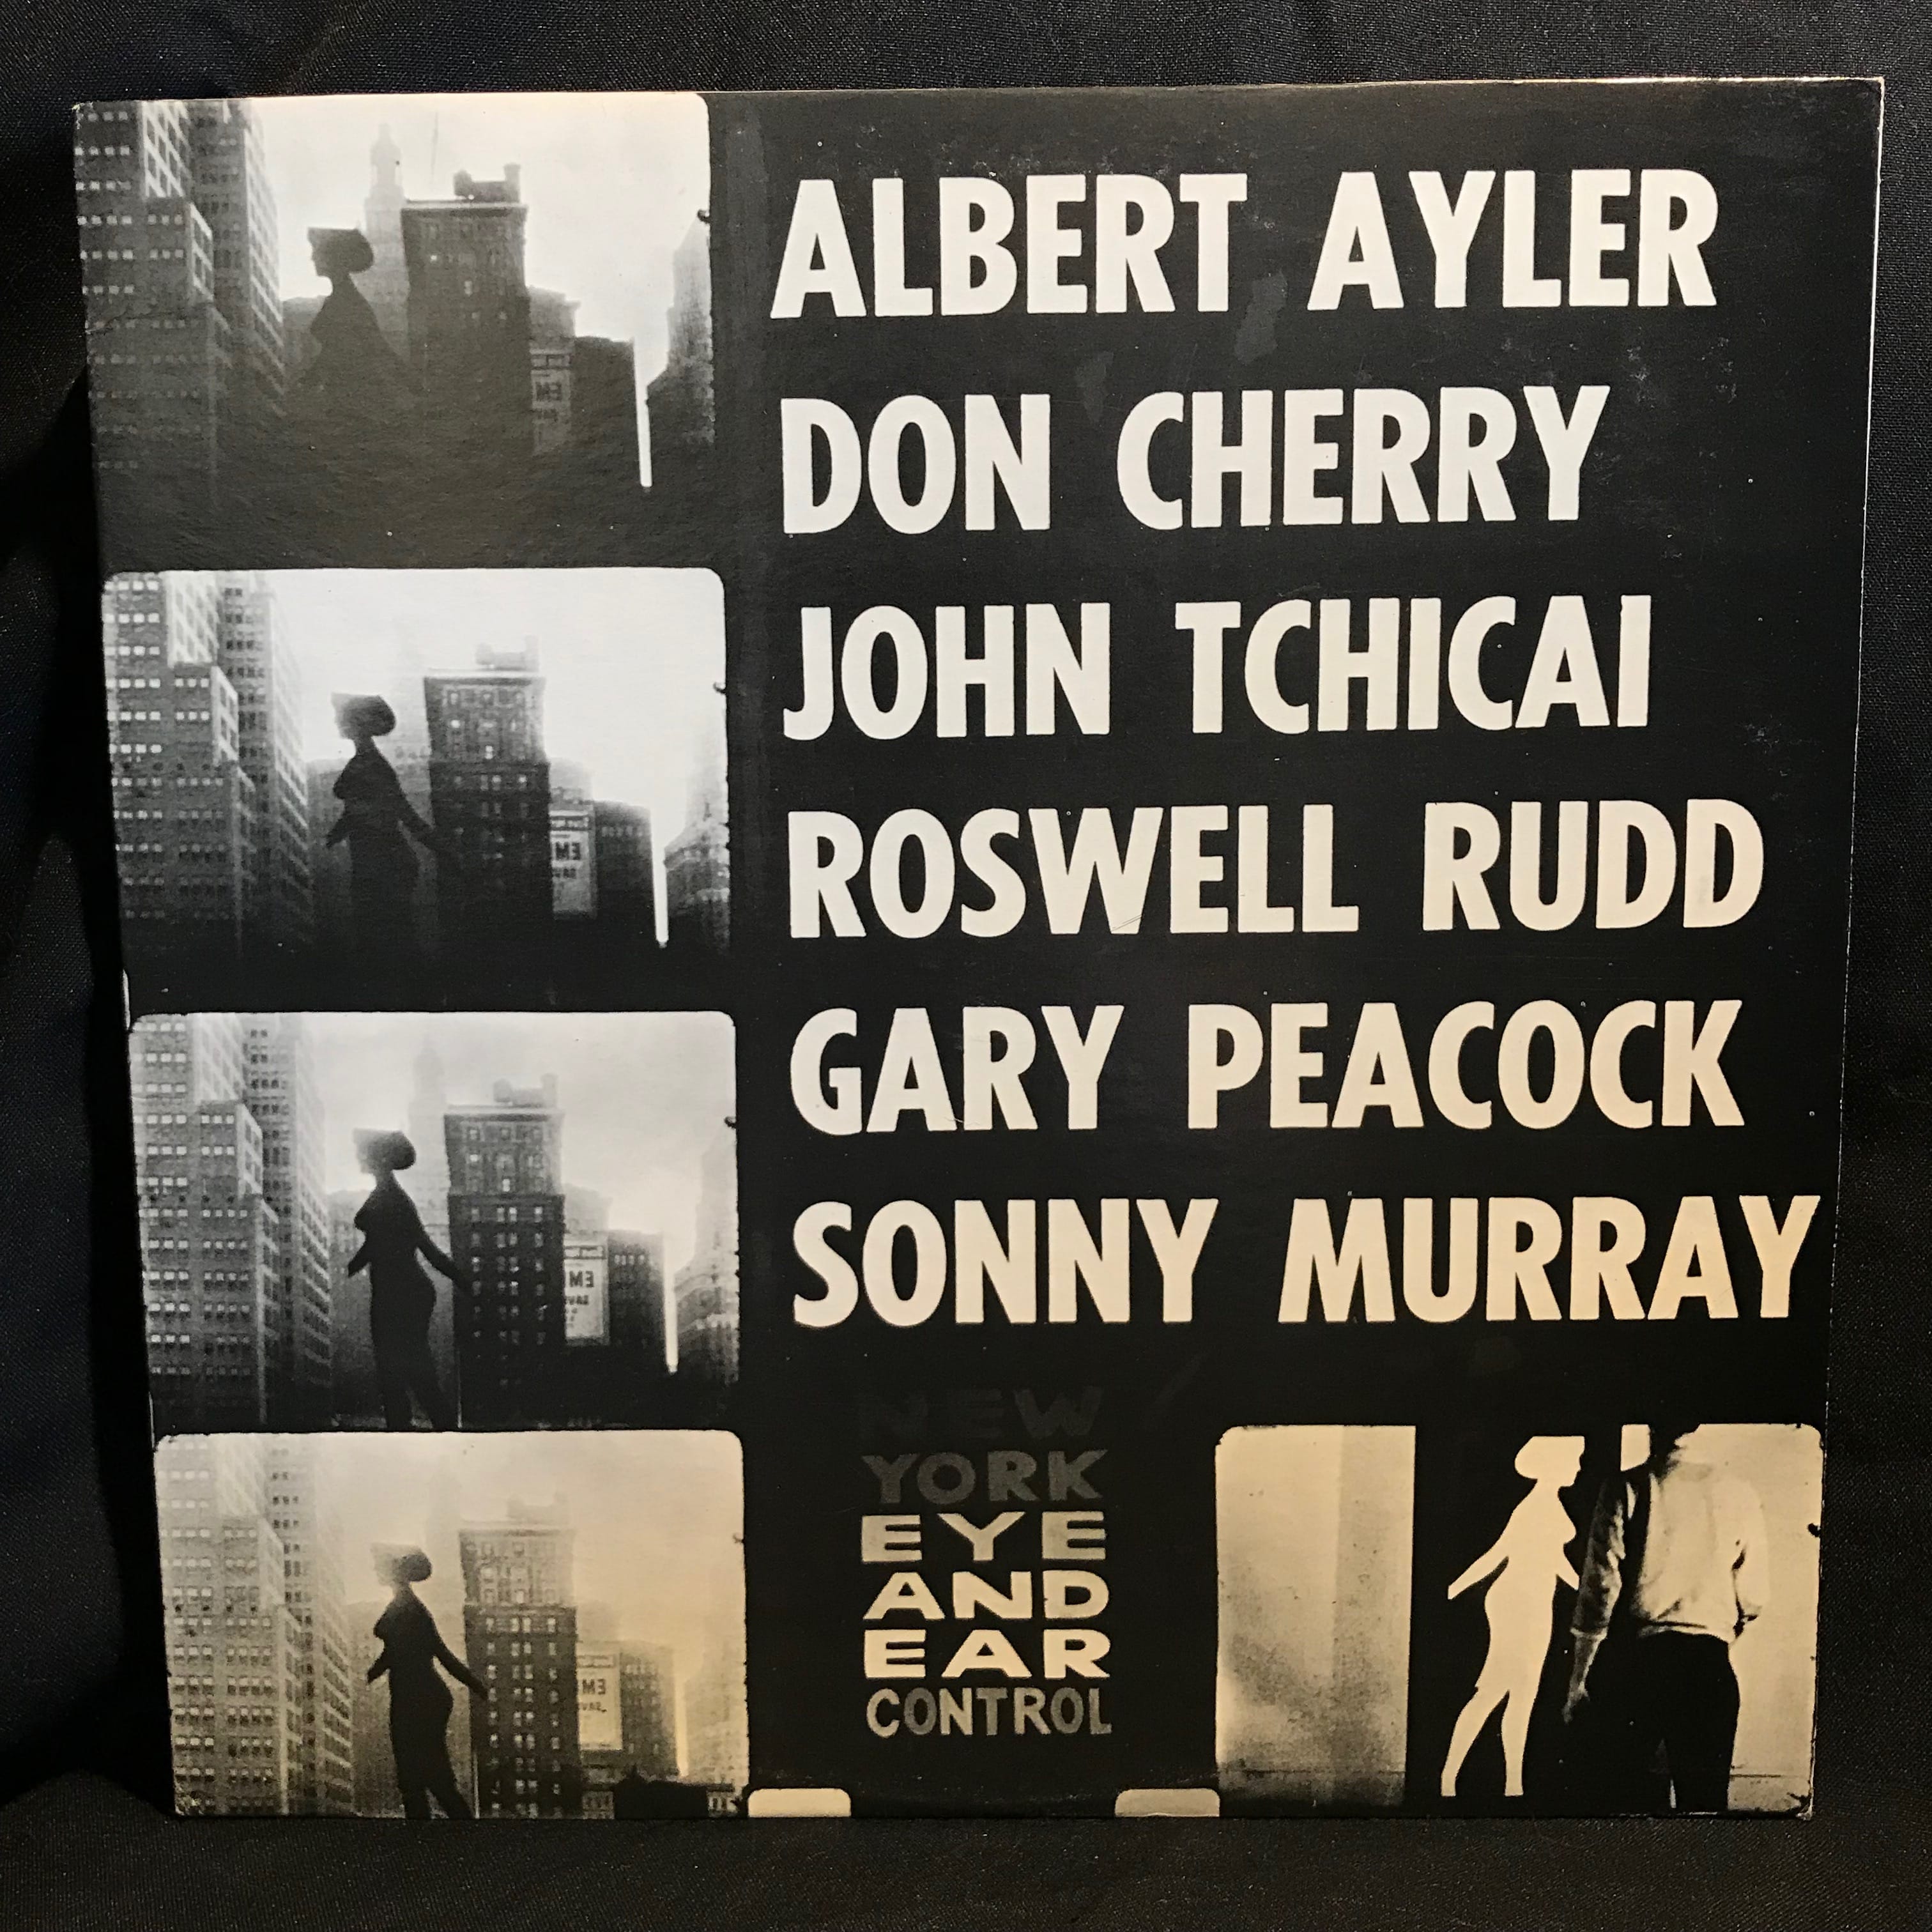 ALBERT AYLER
DON CHERRY
JOHN TCHICAI
ROSWELL RUDD
GARY PEACOCK
SONNY MURRAY
NEW
YORK
EYE
AND
EAR
CONTROL